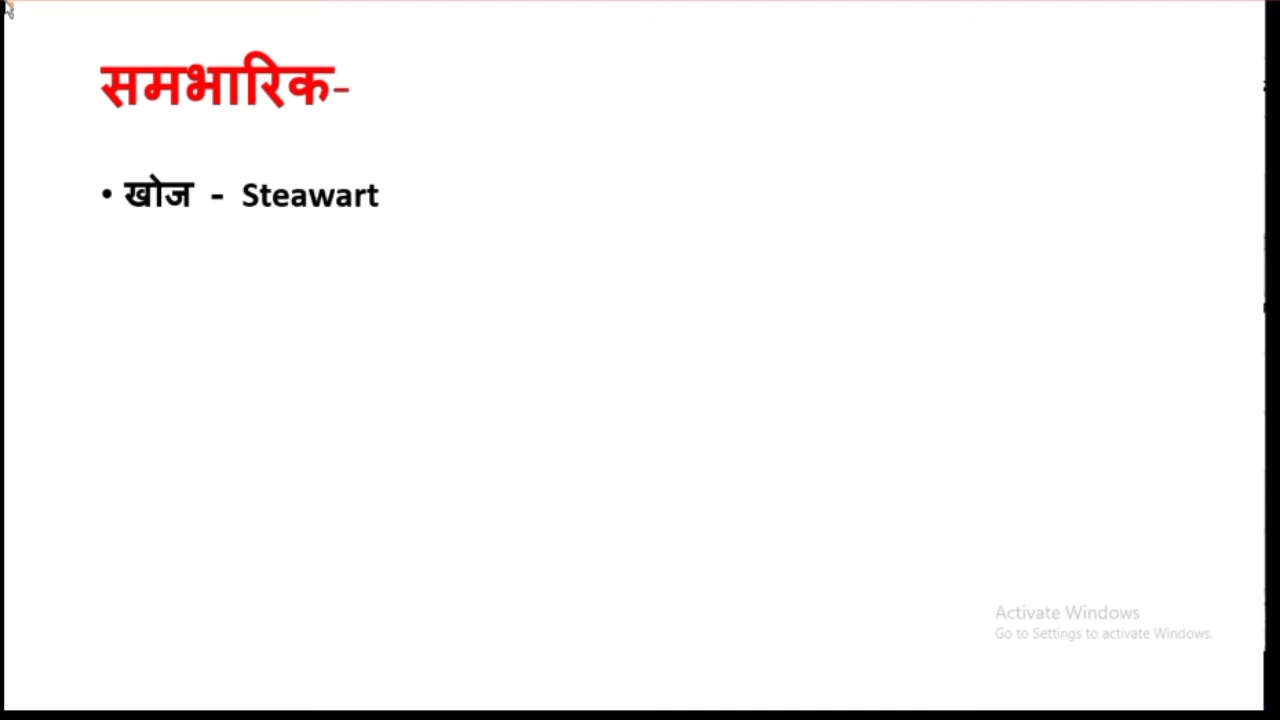 समभारिक-
• खोज - Steawart
Activate Windows
Go to Settings to activate Windows.